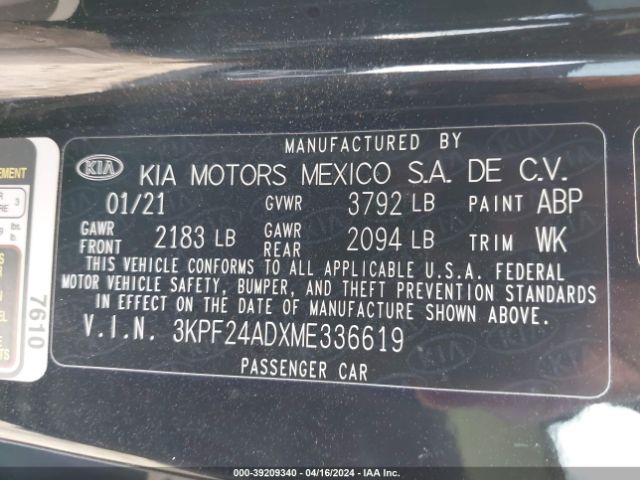 MANUFACTURED BY
KIA KIA MOTORS MEXICO S.A. DE C.V.
01/21 GVWR 3792 LB PAINT ABP
GAWR FRONT 2183 LB GAWR REAR 2094 LB TRIM WK
THIS VEHICLE CONFORMS TO ALL APPLICABLE U.S.A. FEDERAL
MOTOR VEHICLE SAFETY, BUMPER, AND THEFT PREVENTION STANDARDS
IN EFFECT ON THE DATE OF MANUFACTURE SHOWN ABOVE.
V.I.N. 3KPF24ADXME336619
PASSENGER CAR
7610
000-39209340 - 04/16/2024 - IAA Inc.